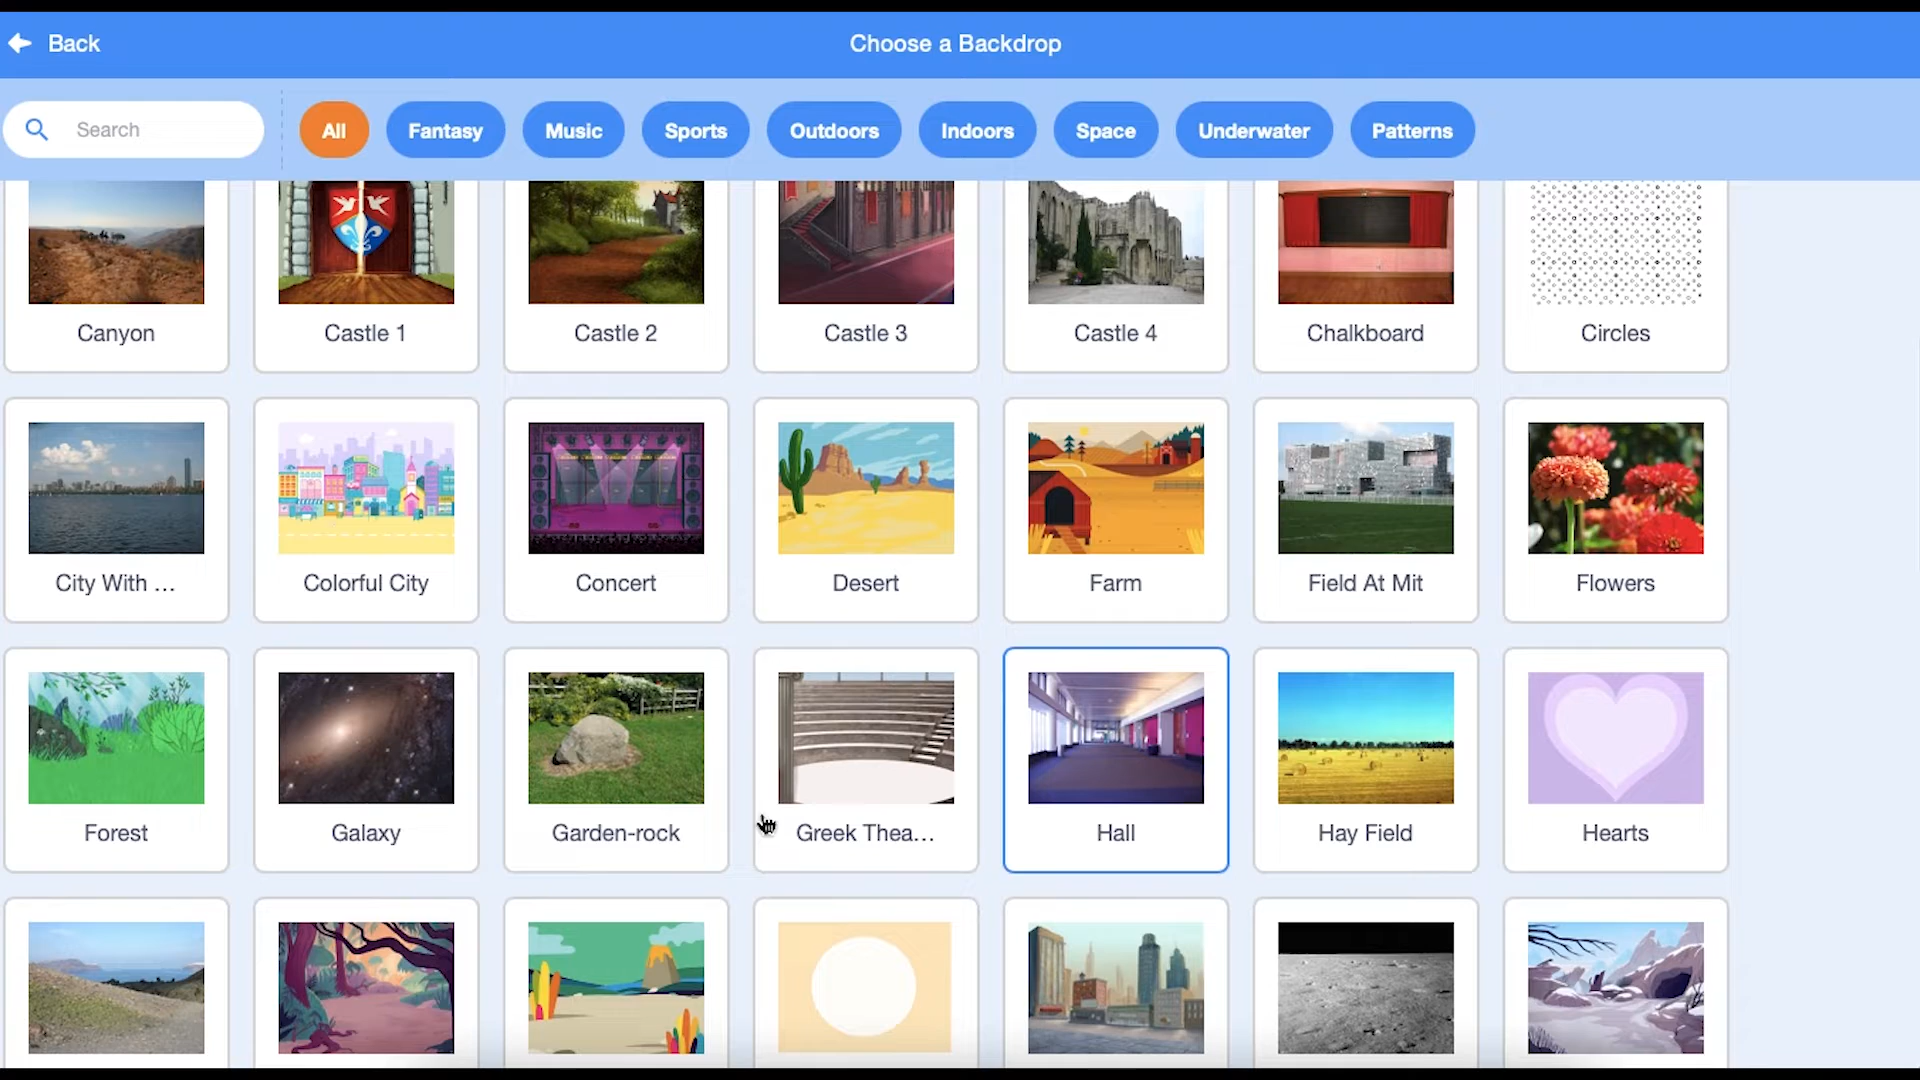 Back
Choose a Backdrop
Search
All
Fantasy
Music
Sports
Outdoors
Indoors
Space
Underwater
Patterns
Canyon
Castle 1
Castle 2
Castle 3
Castle 4
Chalkboard
Circles
City With ...
Colorful City
Concert
Desert
Farm
Field At Mit
Flowers
Forest
Galaxy
Garden-rock
Greek Thea...
Hall
Hay Field
Hearts